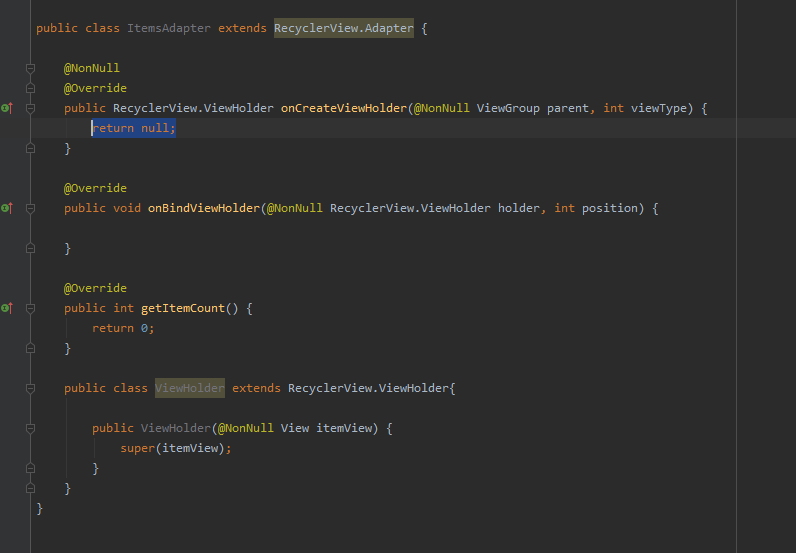 public class ItemsAdapter extends RecyclerView.Adapter {
@NonNull
@Override
public RecyclerView.ViewHolder onCreateViewHolder(@NonNull ViewGroup parent, int viewType) {
return null;
}
@Override
public void onBindViewHolder(@NonNull RecyclerView.ViewHolder holder, int position) {
}
@Override
public int getItemCount() {
return 0;
}
public class ViewHolder extends RecyclerView.ViewHolder{
public ViewHolder(@NonNull View itemView) {
super(itemView);
}
}
}